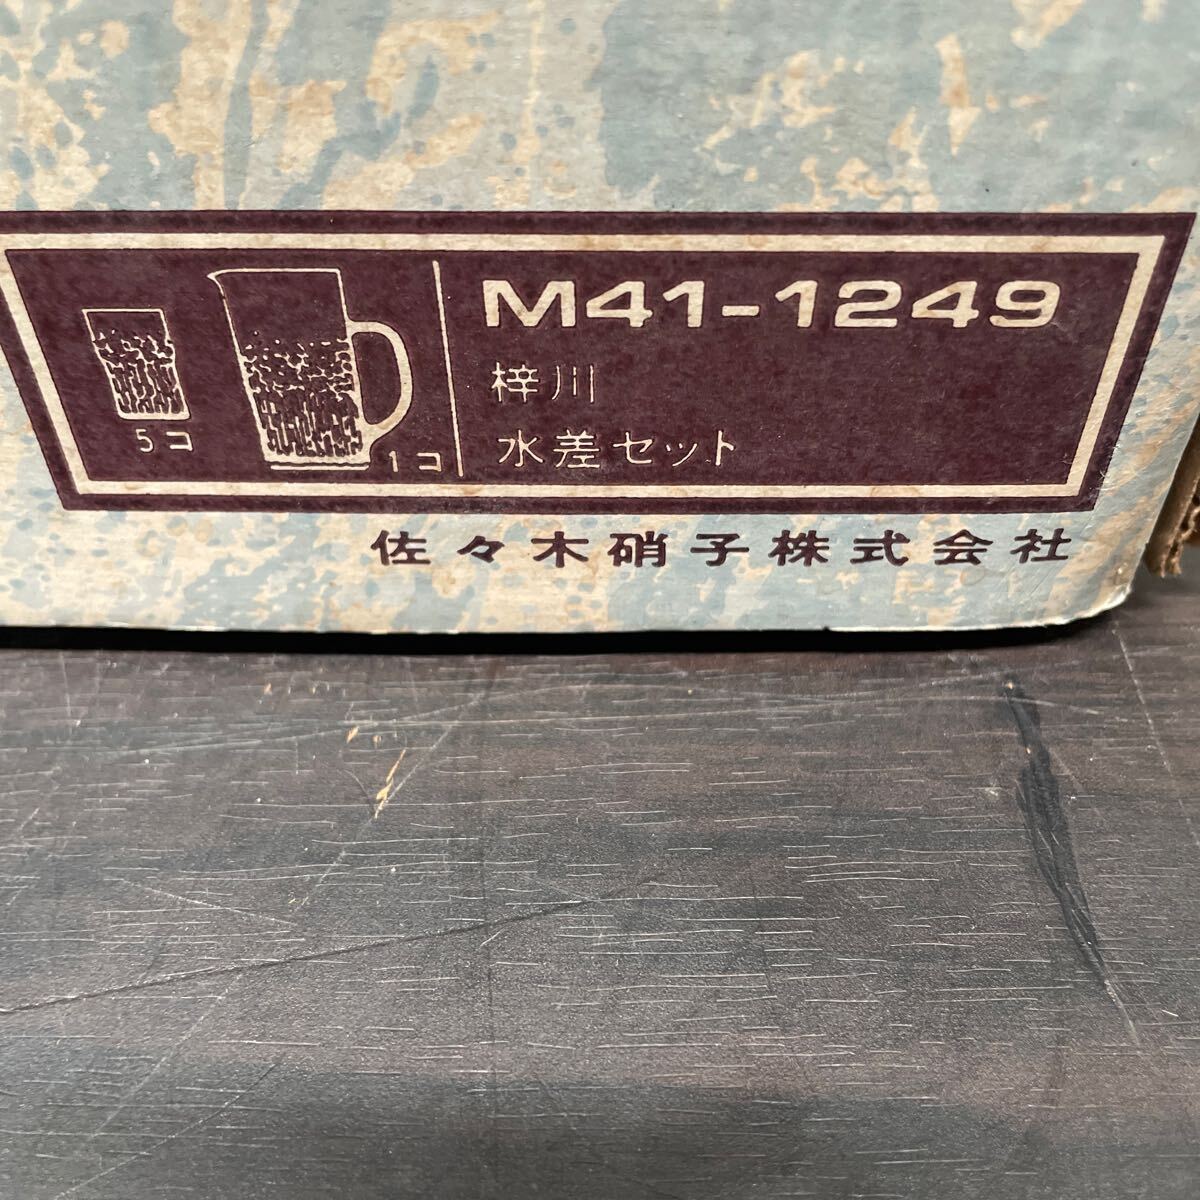 M41-1249
梓川
水差セット
5コ
1コ
佐々木硝子株式会社